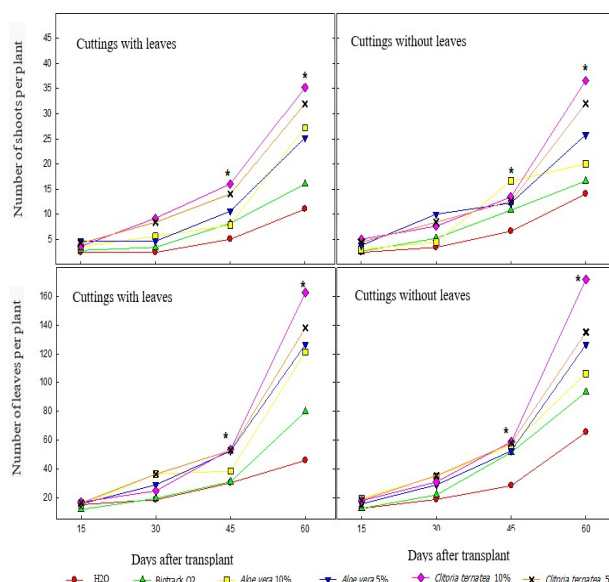 Number of shoots per plant
45
40
35
30
25
20
15
10
5
Cuttings with leaves
*
*
Cuttings without leaves
*
*
Number of leaves per plant
160
140
120
100
80
60
40
20
Cuttings with leaves
*
*
Cuttings without leaves
*
*
15 30 45 60
15 30 45 60
Days after transplant
Days after transplant
H2O
Aloe vera 10%
Aloe vera 5%
Clitoria ternatea 10%
Clitoria ternatea 5